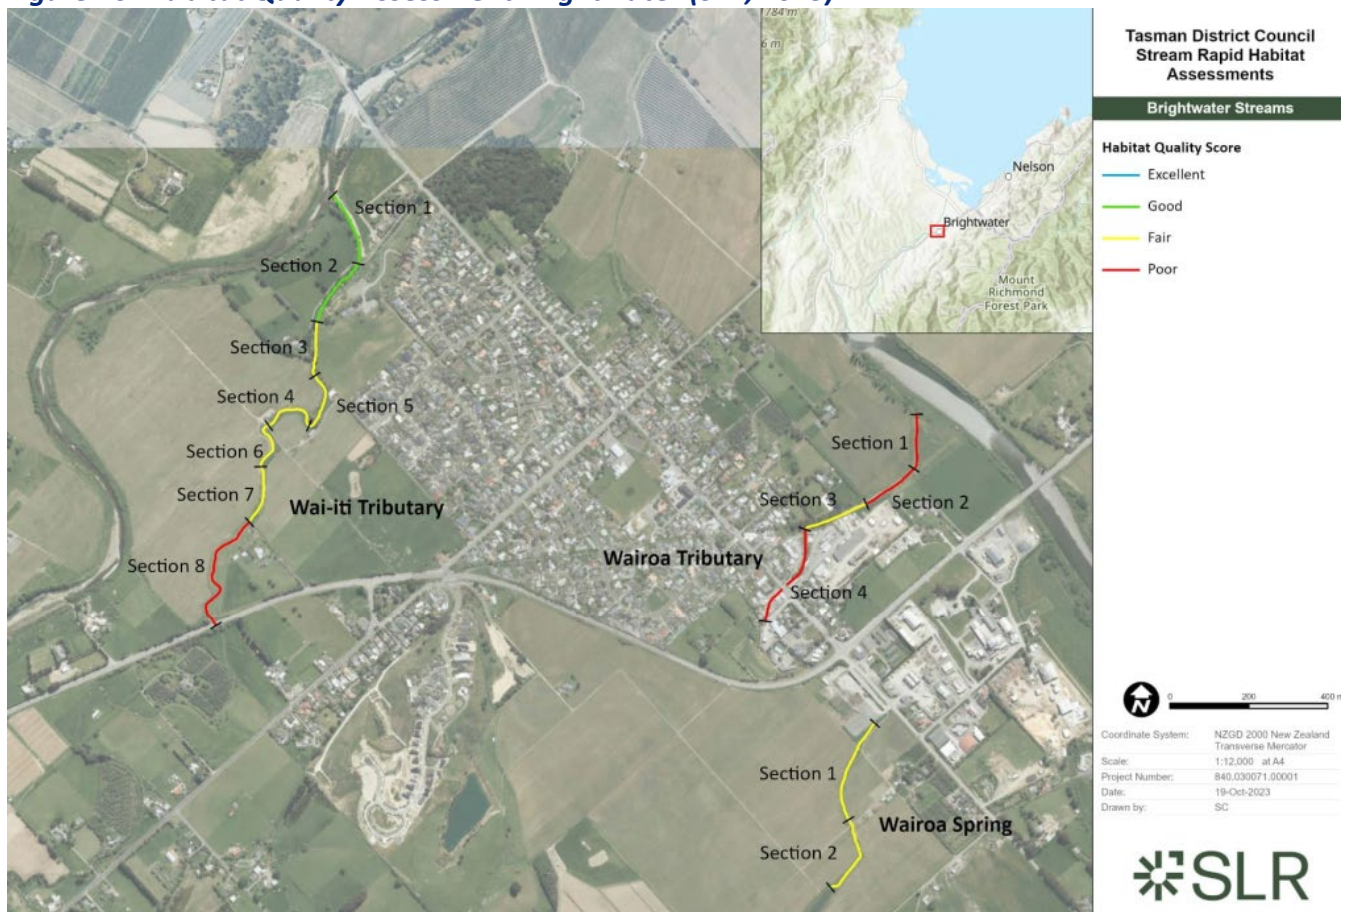 784 m
6 m
Nelson
Brightwater
Mount
Richmond
Forest Park
Section 1
Section 2
Section 3
Section 4
Section 5
Section 6
Section 7
Wai-iti Tributary
Section 8
Section 1
Section 3
Section 2
Wairoa Tributary
Section 4
Section 1
Wairoa Spring
Section 2
Tasman District Council
Stream Rapid Habitat
Assessments
Brightwater Streams
Habitat Quality Score
Excellent
Good
Fair
Poor
N
0 200 400 m
Coordinate System: NZGD 2000 New Zealand
Transverse Mercator
Scale: 1:12,000 at A4
Project Number: 840.030071.00001
Date: 19-Oct-2023
Drawn by: SC
SLR